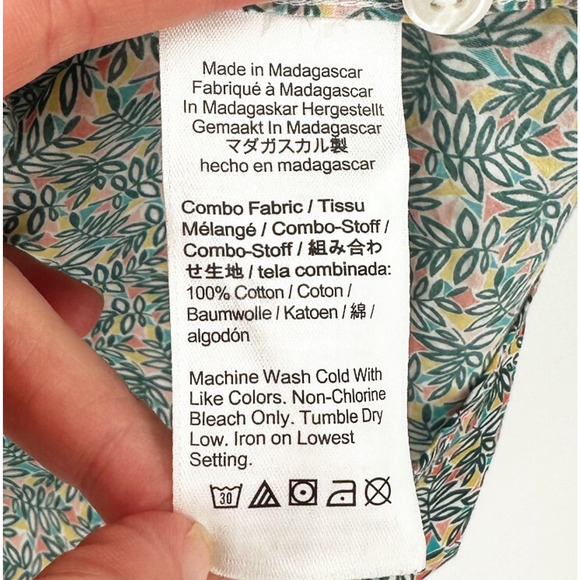 Made in Madagascar
Fabriqué à Madagascar
In Madagaskar Hergestellt
Gemaakt In Madagascar
マダガスカル製
hecho en madagascar
Combo Fabric / Tissu
Mélangé / Combo-Stoff /
Combo-Stoff / 組み合わ
せ生地 / tela combinada:
100% Cotton / Coton /
Baumwolle / Katoen / 綿 /
algodón
Machine Wash Cold With
Like Colors. Non-Chlorine
Bleach Only. Tumble Dry
Low. Iron on Lowest
Setting.
30